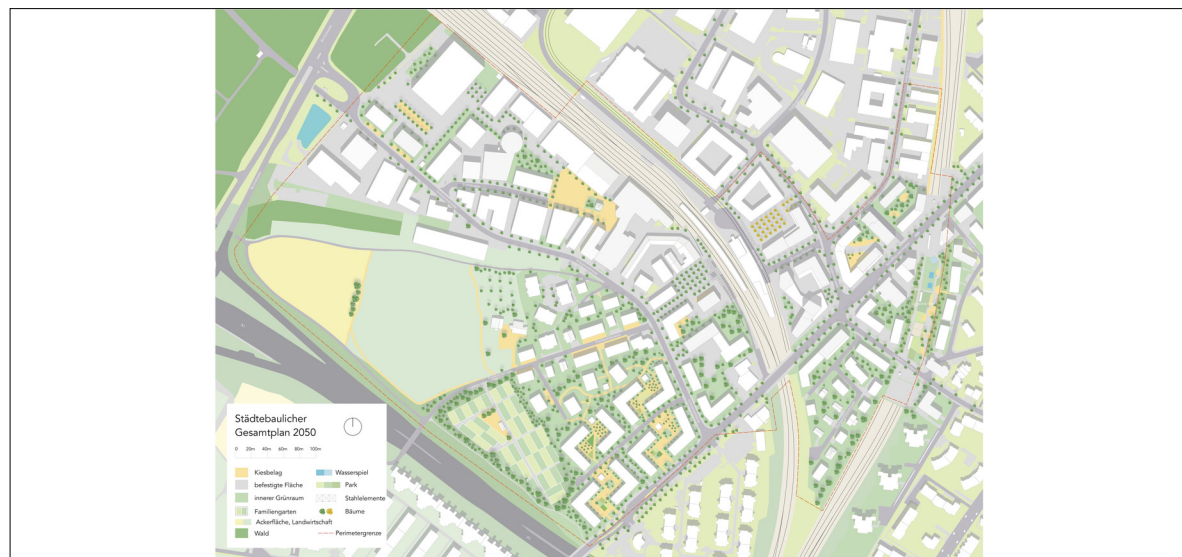 Städtebaulicher
Gesamtplan 2050
0 20m 40m 60m 80m 100m
Kiesbelag
Wasserspiel
befestigte Fläche
Park
innerer Grünraum
Stahlelemente
Familiengarten
Bäume
Ackerfläche, Landwirtschaft
Wald
Perimetergrenze